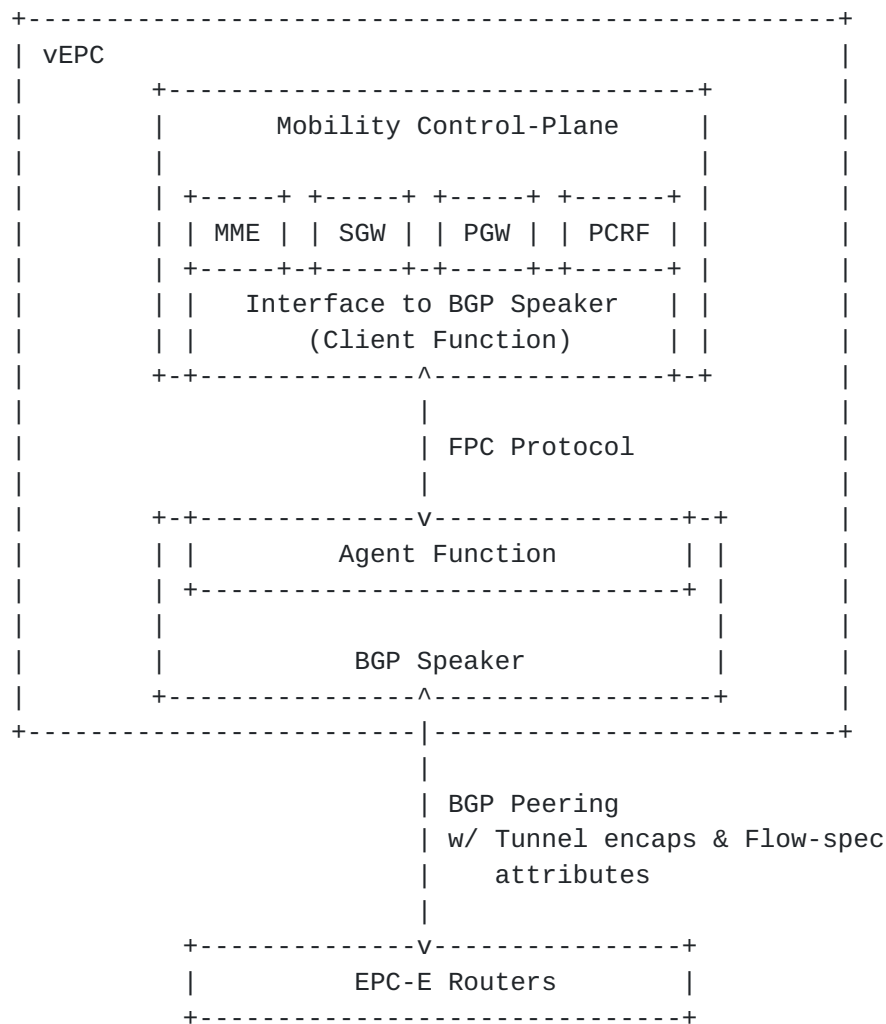 vEPC
Mobility Control-Plane
MME SGW PGW PCRF
Interface to BGP Speaker
(Client Function)
FPC Protocol
Agent Function
BGP Speaker
BGP Peering
w/ Tunnel encaps & Flow-spec
attributes
EPC-E Routers